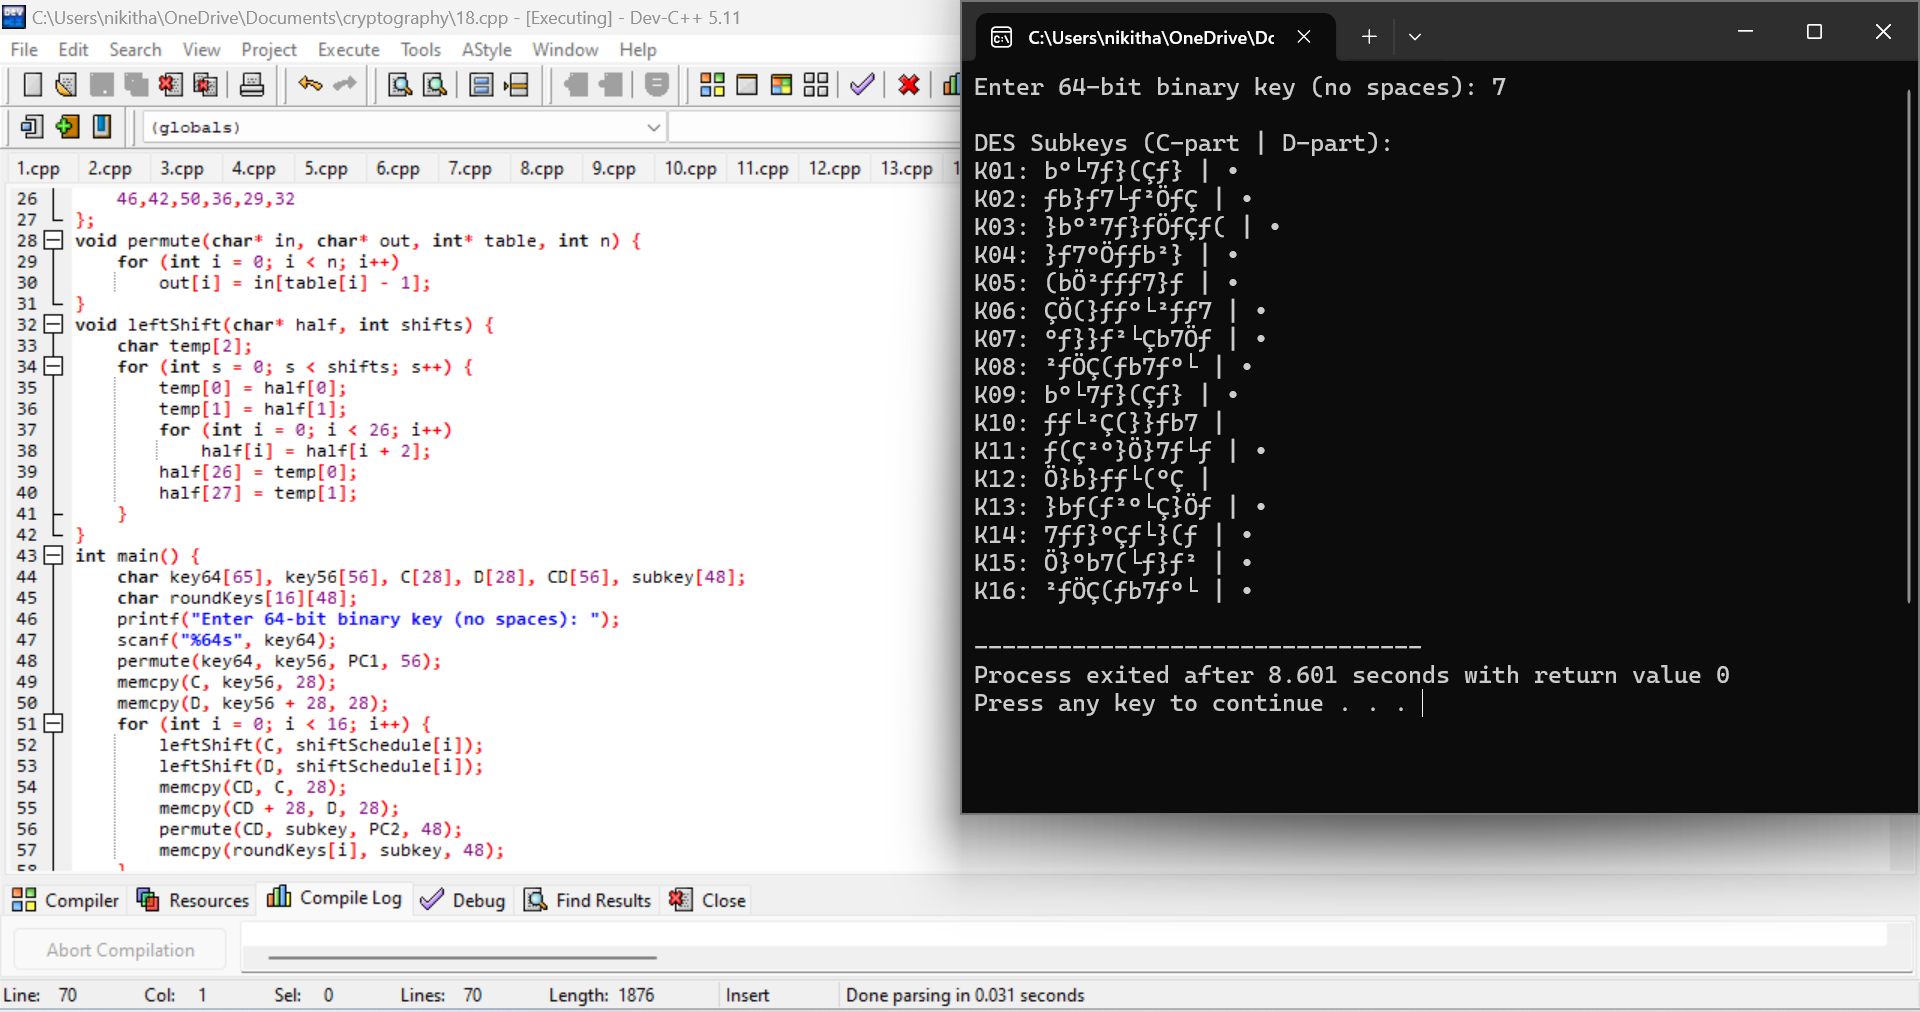 C:\Users\nikitha\OneDrive\Documents\cryptography\18.cpp - [Executing] - Dev-C++ 5.11
File Edit Search View Project Execute Tools AStyle Window Help
(globals)
1.cpp 2.cpp 3.cpp 4.cpp 5.cpp 6.cpp 7.cpp 8.cpp 9.cpp 10.cpp 11.cpp 12.cpp 13.cpp 1
26 46,42,50,36,29,32
27 };
28 void permute(char* in, char* out, int* table, int n) {
29 for (int i = 0; i < n; i++)
30 out[i] = in[table[i] - 1];
31 }
32 void leftShift(char* half, int shifts) {
33 char temp[2];
34 for (int s = 0; s < shifts; s++) {
35 temp[0] = half[0];
36 temp[1] = half[1];
37 for (int i = 0; i < 26; i++)
38 half[i] = half[i + 2];
39 half[26] = temp[0];
40 half[27] = temp[1];
41 }
42 }
43 int main() {
44 char key64[65], key56[56], C[28], D[28], CD[56], subkey[48];
45 char roundKeys[16][48];
46 printf("Enter 64-bit binary key (no spaces): ");
47 scanf("%64s", key64);
48 permute(key64, key56, PC1, 56);
49 memcpy(C, key56, 28);
50 memcpy(D, key56 + 28, 28);
51 for (int i = 0; i < 16; i++) {
52 leftShift(C, shiftSchedule[i]);
53 leftShift(D, shiftSchedule[i]);
54 memcpy(CD, C, 28);
55 memcpy(CD + 28, D, 28);
56 permute(CD, subkey, PC2, 48);
57 memcpy(roundKeys[i], subkey, 48);
58 }
Compiler Resources Compile Log Debug Find Results Close
Abort Compilation
Line: 70 Col: 1 Sel: 0 Lines: 70 Length: 1876 Insert Done parsing in 0.031 seconds
C:\Users\nikitha\OneDrive\Dc
Enter 64-bit binary key (no spaces): 7
DES Subkeys (C-part | D-part):
K01: b°└7ƒ}(Çƒ} | •
K02: ƒb}ƒ7└ƒ²ÖƒÇ | •
K03: }b°²7ƒ}ƒÖƒÇƒ( | •
K04: }ƒ7°Öƒƒb²} | •
K05: (bÖ²ƒƒƒ7}ƒ | •
K06: ÇÖ(}ƒƒ°└²ƒƒ7 | •
K07: °ƒ}}ƒ²└Çb7Öƒ | •
K08: ²ƒÖÇ(ƒb7ƒ°└ | •
K09: b°└7ƒ}(Çƒ} | •
K10: ƒƒ└²Ç(}}ƒb7 |
K11: ƒ(Ç²°}Ö}7ƒ└ƒ | •
K12: Ö}b}ƒƒ└(°Ç |
K13: }bƒ(ƒ²°└Ç}Öƒ | •
K14: 7ƒƒ}°Çƒ└}(ƒ | •
K15: Ö}°b7(└ƒ}ƒ² | •
K16: ²ƒÖÇ(ƒb7ƒ°└ | •
--------------------------------
Process exited after 8.601 seconds with return value 0
Press any key to continue . . .